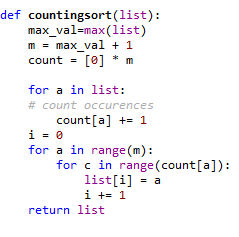 def countingsort(list):
    max_val=max(list)
    m = max_val + 1
    count = [0] * m

    for a in list:
    # count occurences
        count[a] += 1
    i = 0
    for a in range(m):
        for c in range(count[a]):
            list[i] = a
            i += 1
    return list